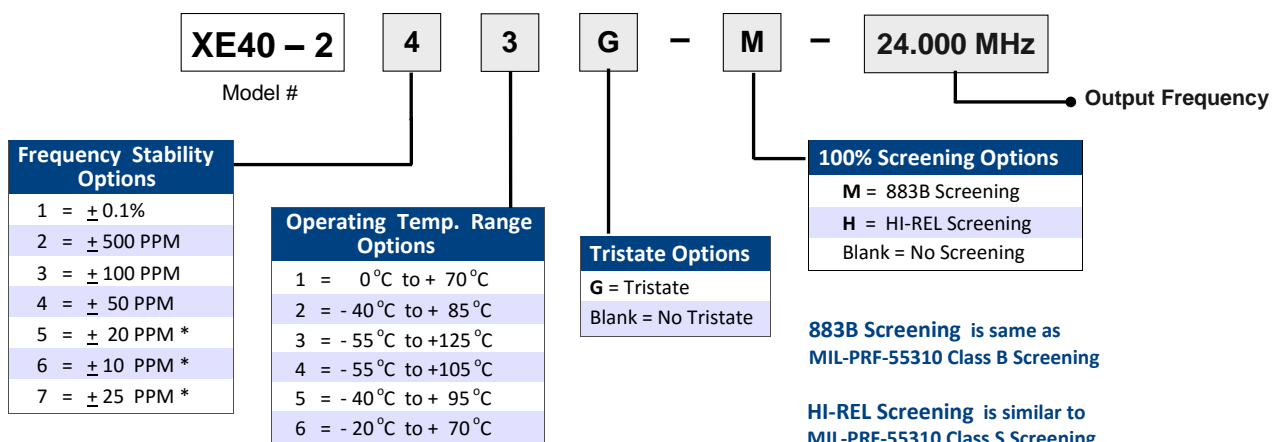 XE40 – 2 4 3 G – M – 24.000 MHz
Model #
Output Frequency
Frequency Stability
Options
1 = ± 0.1%
2 = ± 500 PPM
3 = ± 100 PPM
4 = ± 50 PPM
5 = ± 20 PPM *
6 = ± 10 PPM *
7 = ± 25 PPM *
Operating Temp. Range
Options
1 = 0°C to + 70°C
2 = - 40°C to + 85°C
3 = - 55°C to +125°C
4 = - 55°C to +105°C
5 = - 40°C to + 95°C
6 = - 20°C to + 70°C
Tristate Options
G = Tristate
Blank = No Tristate
100% Screening Options
M = 883B Screening
H = HI-REL Screening
Blank = No Screening
883B Screening is same as
MIL-PRF-55310 Class B Screening
HI-REL Screening is similar to
MIL-PRF-55310 Class S Screening